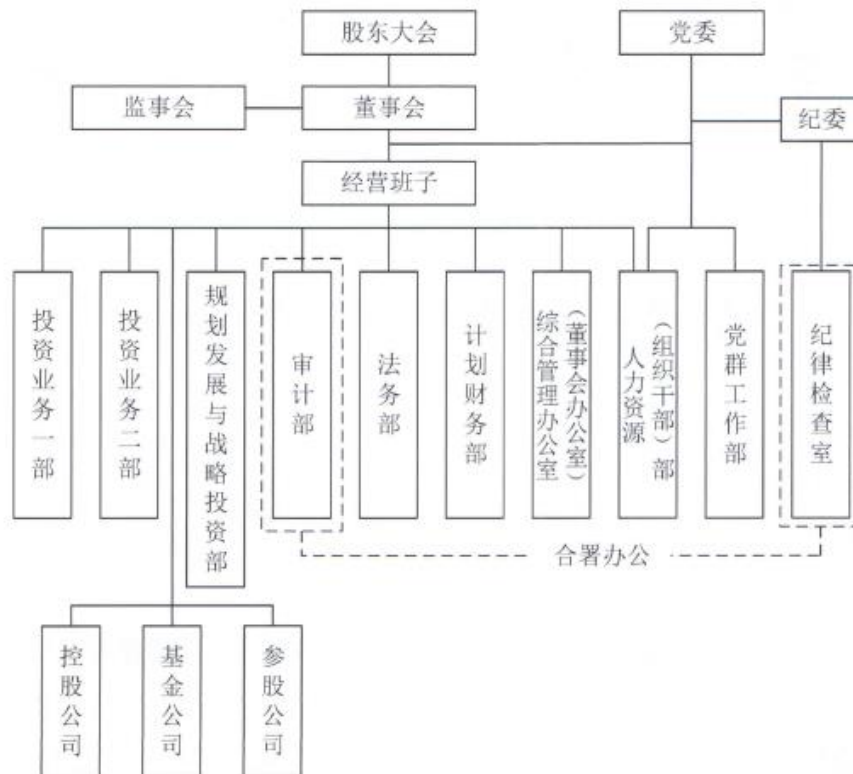 股东大会
党委
监事会
董事会
纪委
经营班子
投资业务一部
投资业务二部
规划发展与战略投资部
审计部
法务部
计划财务部
(董事会办公室)
综合管理办公室
(组织干部)部
人力资源
党群工作部
纪律检查室
合署办公
控股公司
基金公司
参股公司